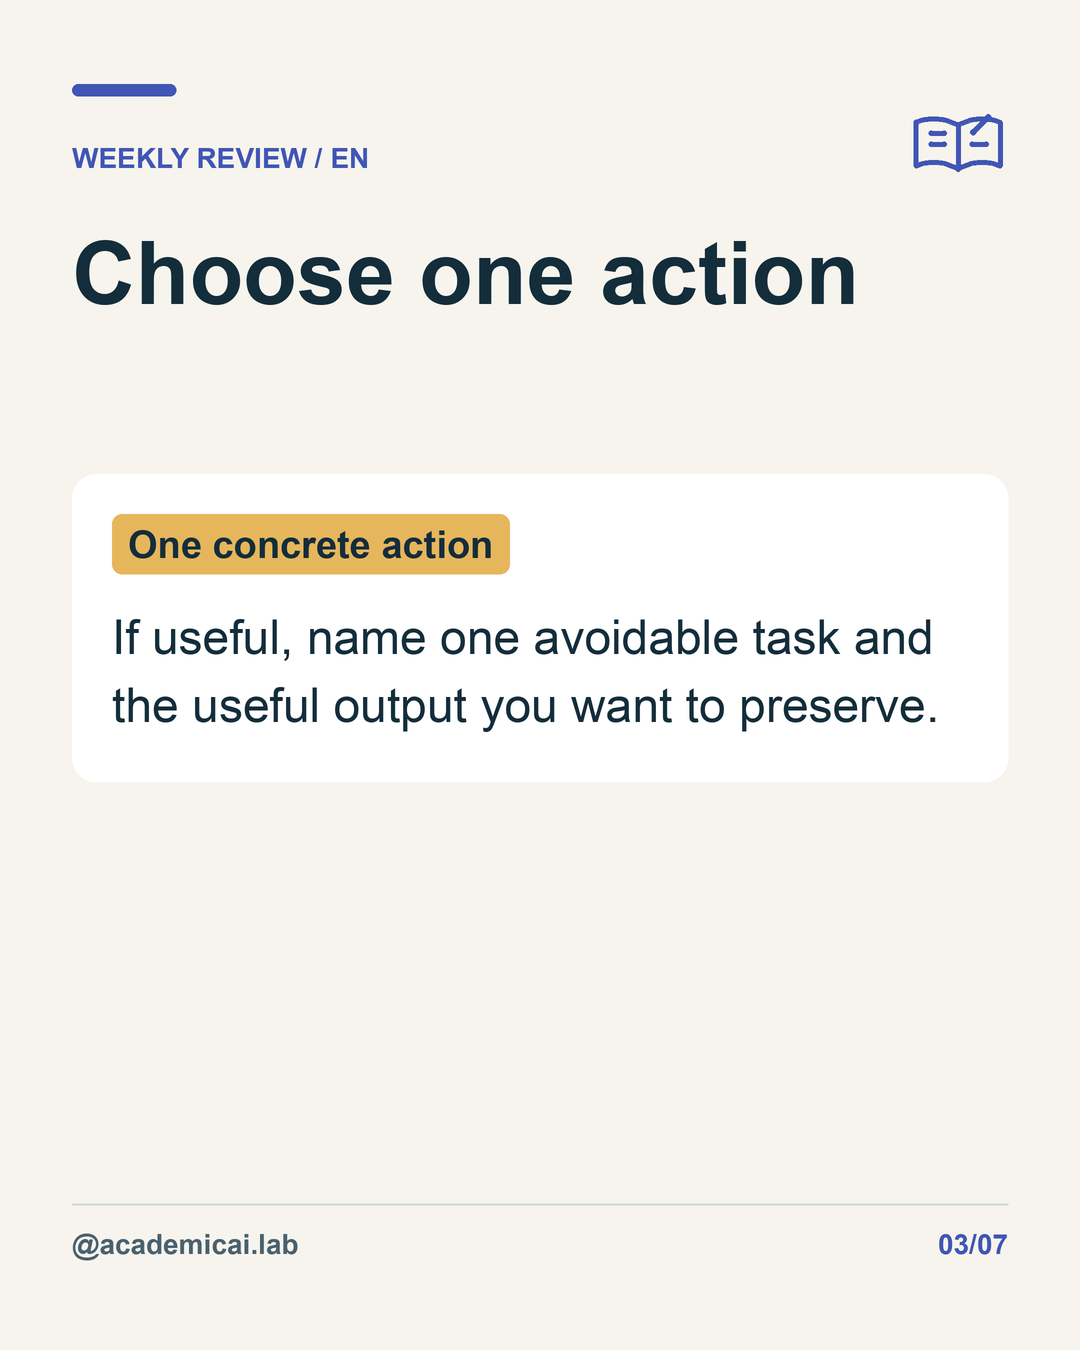 WEEKLY REVIEW / EN
Choose one action
One concrete action
If useful, name one avoidable task and
the useful output you want to preserve.
@academicai.lab
03/07